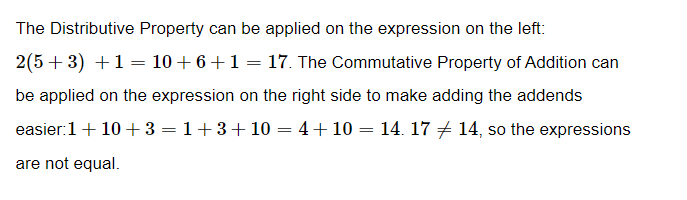 The Distributive Property can be applied on the expression on the left:
2(5 + 3) + 1 = 10 + 6 + 1 = 17. The Commutative Property of Addition can
be applied on the expression on the right side to make adding the addends
easier:1 + 10 + 3 = 1 + 3 + 10 = 4 + 10 = 14. 17 ≠ 14, so the expressions
are not equal.